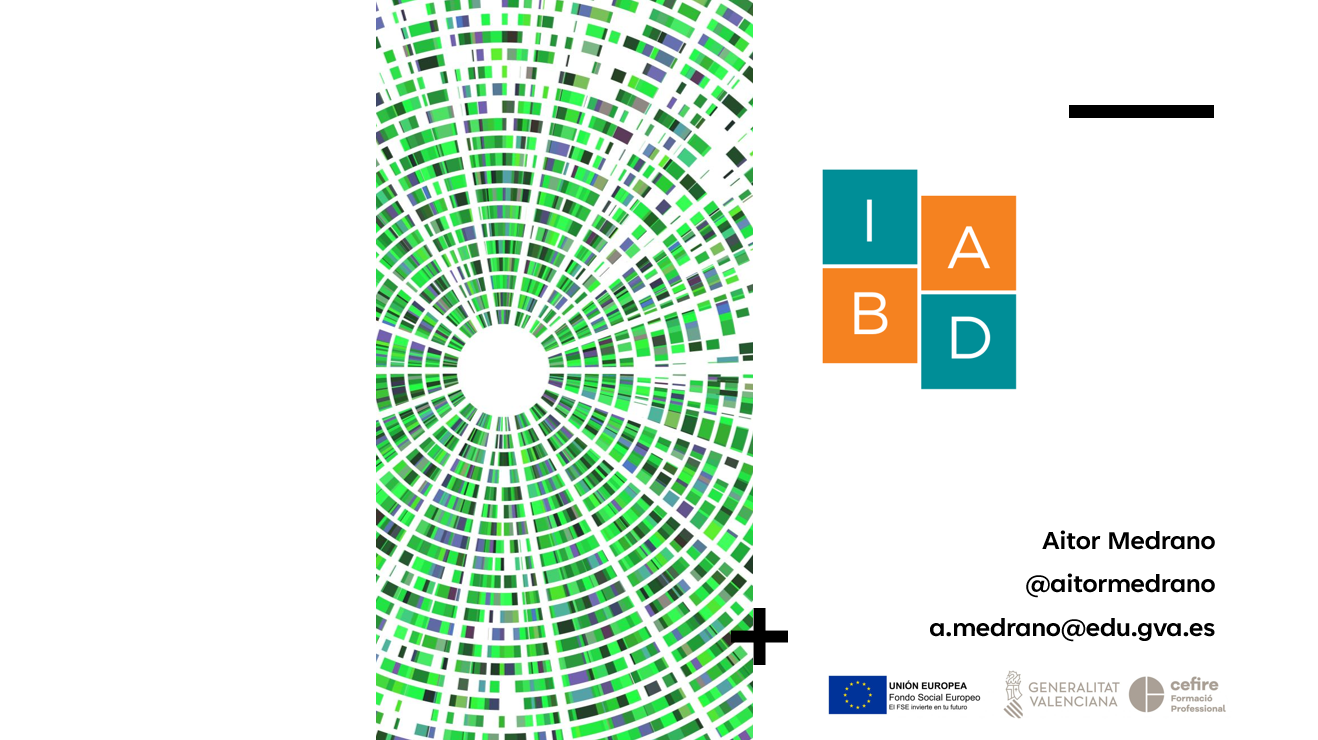 I
A
B
D
Aitor Medrano
@aitormedrano
a.medrano@edu.gva.es
UNIÓN EUROPEA
Fondo Social Europeo
El FSE invierte en tu futuro
GENERALITAT
VALENCIANA
cefire
Formació
Professional